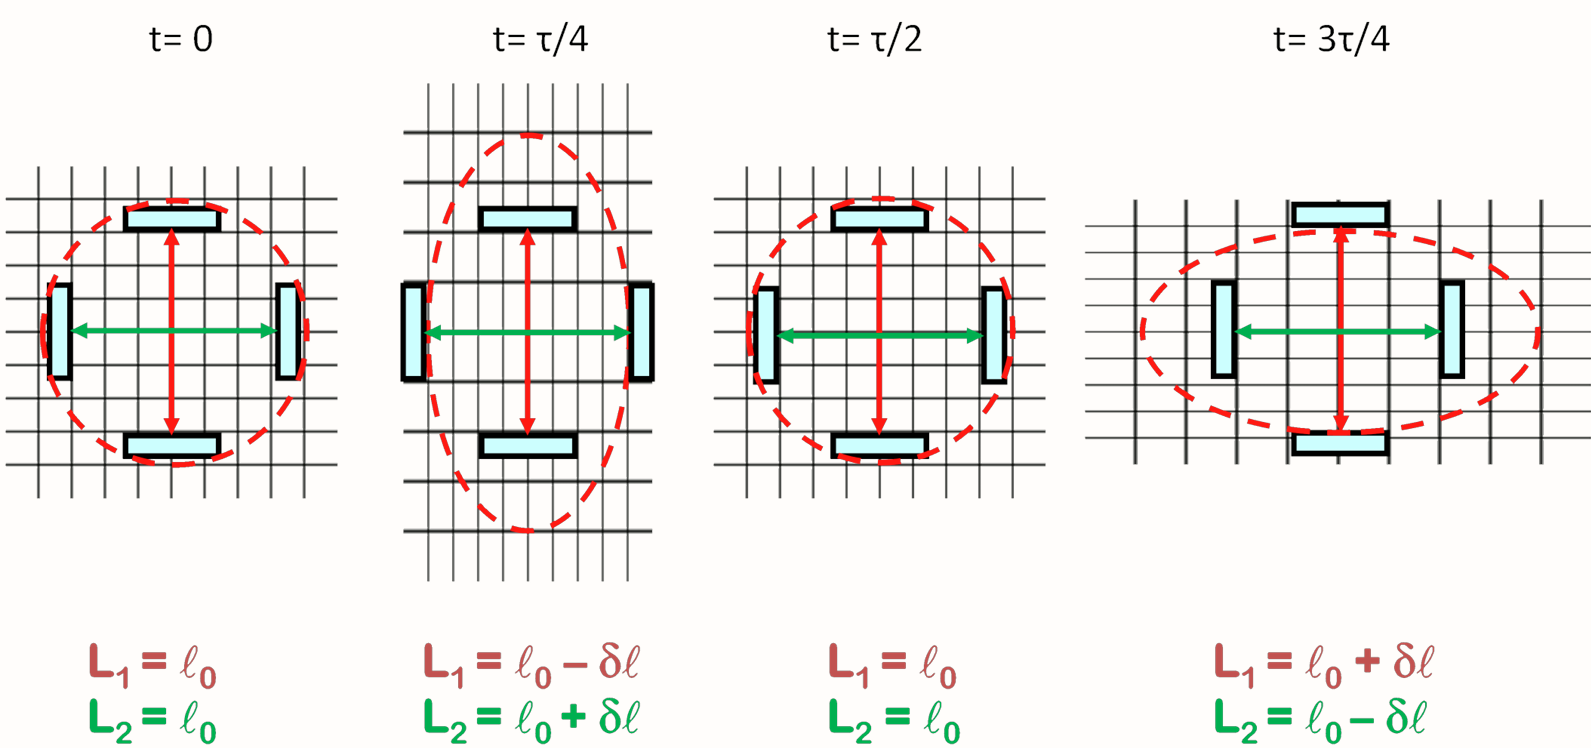 t= 0
t= τ/4
t= τ/2
t= 3τ/4
L₁ = ℓ₀
L₂ = ℓ₀
L₁ = ℓ₀ – δℓ
L₂ = ℓ₀ + δℓ
L₁ = ℓ₀
L₂ = ℓ₀
L₁ = ℓ₀ + δℓ
L₂ = ℓ₀ – δℓ